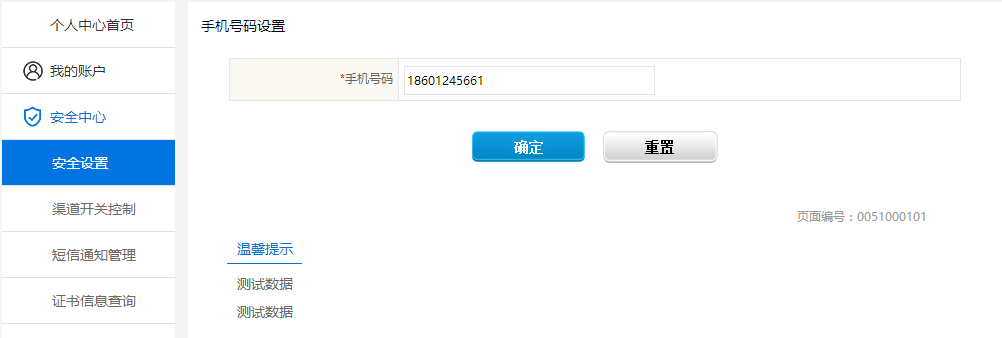 个人中心首页
我的账户
安全中心
安全设置
渠道开关控制
短信通知管理
证书信息查询
手机号码设置
*手机号码 18601245661
确定 重置
页面编号：0051000101
温馨提示
测试数据
测试数据